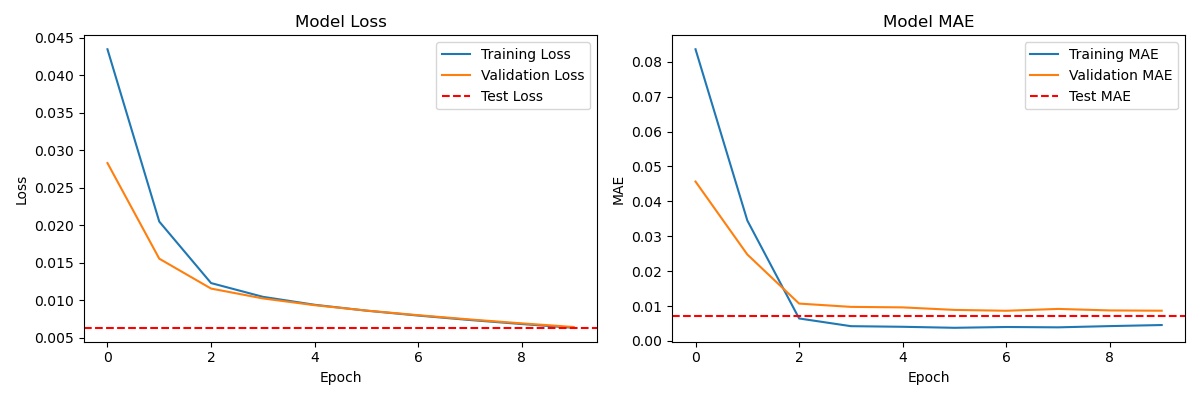 Model Loss
0.045
0.040
0.035
0.030
0.025
0.020
0.015
0.010
0.005
Loss
0 2 4 6 8
Epoch
Training Loss
Validation Loss
Test Loss
Model MAE
0.08
0.07
0.06
0.05
0.04
0.03
0.02
0.01
0.00
MAE
0 2 4 6 8
Epoch
Training MAE
Validation MAE
Test MAE